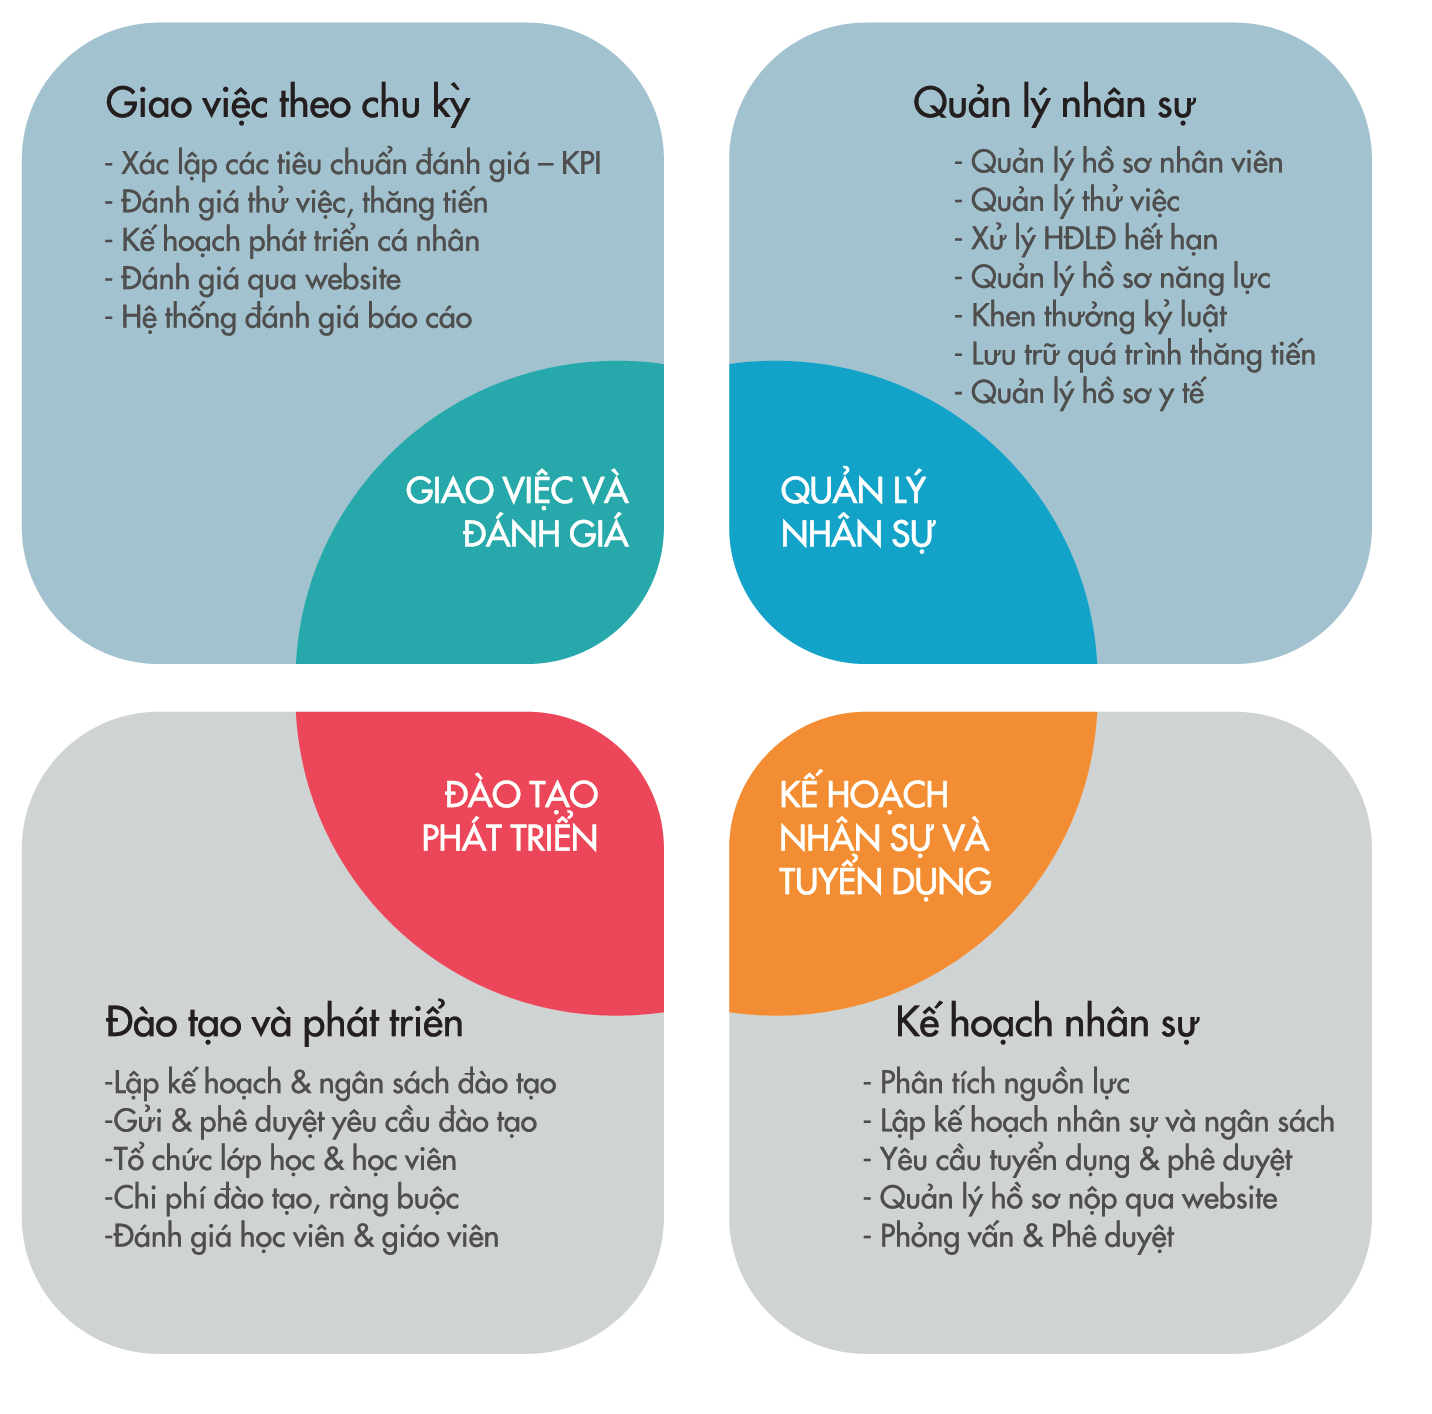 Giao việc theo chu kỳ
- Xác lập các tiêu chuẩn đánh giá – KPI
- Đánh giá thử việc, thăng tiến
- Kế hoạch phát triển cá nhân
- Đánh giá qua website
- Hệ thống đánh giá báo cáo
GIAO VIỆC VÀ
ĐÁNH GIÁ
Quản lý nhân sự
- Quản lý hồ sơ nhân viên
- Quản lý thử việc
- Xử lý HĐLĐ hết hạn
- Quản lý hồ sơ năng lực
- Khen thưởng kỷ luật
- Lưu trữ quá trình thăng tiến
- Quản lý hồ sơ y tế
QUẢN LÝ
NHÂN SỰ
ĐÀO TẠO
PHÁT TRIỂN
Đào tạo và phát triển
-Lập kế hoạch & ngân sách đào tạo
-Gửi & phê duyệt yêu cầu đào tạo
-Tổ chức lớp học & học viên
-Chi phí đào tạo, ràng buộc
-Đánh giá học viên & giáo viên
KẾ HOẠCH
NHÂN SỰ VÀ
TUYỂN DỤNG
Kế hoạch nhân sự
- Phân tích nguồn lực
- Lập kế hoạch nhân sự và ngân sách
- Yêu cầu tuyển dụng & phê duyệt
- Quản lý hồ sơ nộp qua website
- Phỏng vấn & Phê duyệt